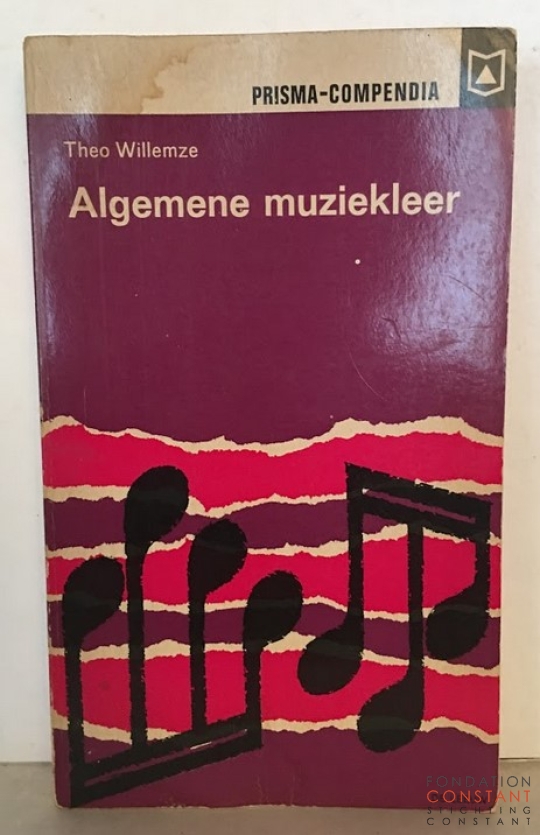 PRISMA-COMPENDIA
Theo Willemze
Algemene muziekleer
FONDATION
CONSTANT
STICHTING
CONSTANT